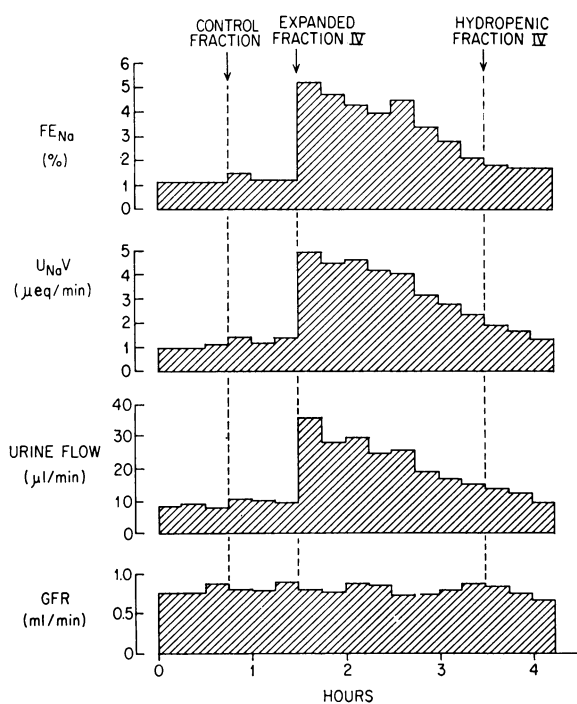 CONTROL FRACTION
EXPANDED FRACTION IV
HYDROPENIC FRACTION IV
6
5
4
3
2
1
0
FENa
(%)
5
4
3
2
1
0
UNaV
(μeq/min)
40
30
20
10
0
URINE FLOW
(μl/min)
1.0
0.5
0
GFR
(ml/min)
0
1
2
3
4
HOURS